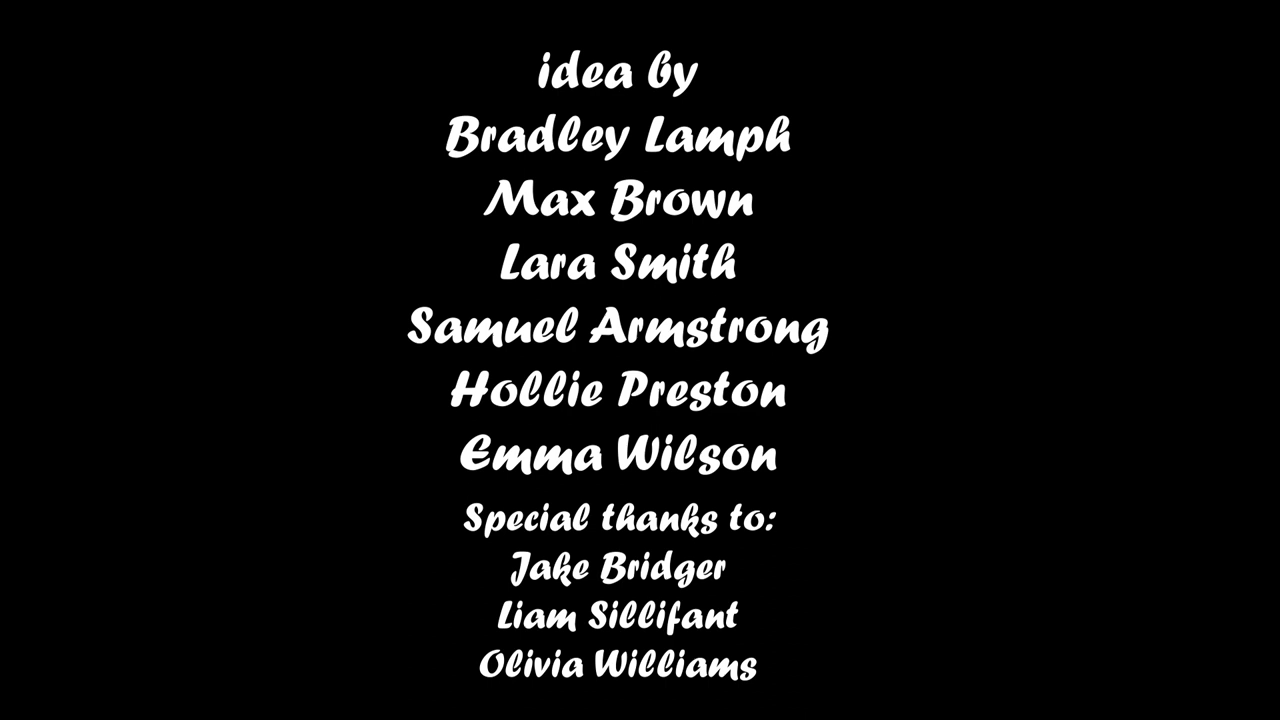 idea by
Bradley Lamph
Max Brown
Lara Smith
Samuel Armstrong
Hollie Preston
Emma Wilson
Special thanks to:
Jake Bridger
Liam Sillifant
Olivia Williams